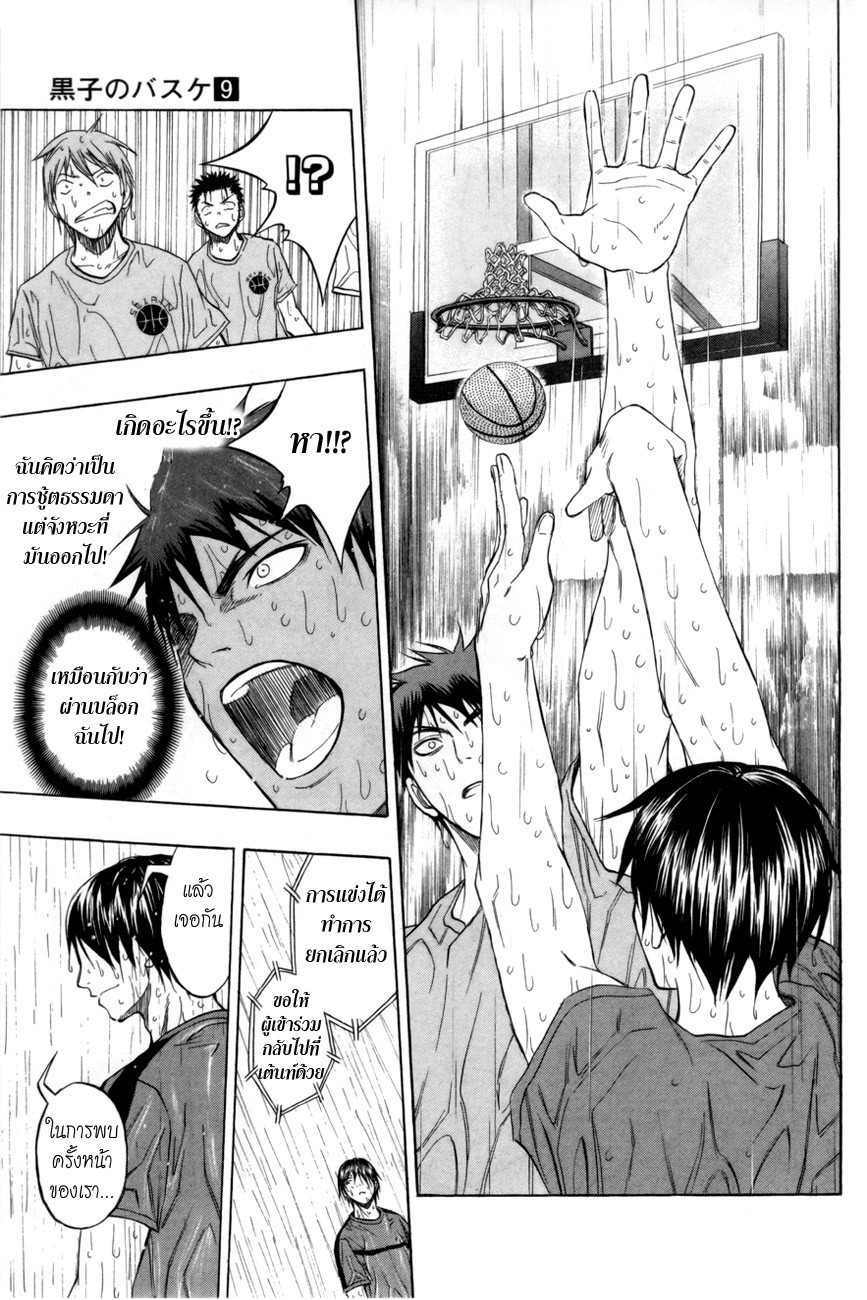 黒子のバスケ 9
!?
SEIRIN
SEIRIN
หา!!?
เกิดอะไรขึ้น!?
ฉันคิดว่าเป็น
การชู้ตธรรมดา
แต่จังหวะที่
มันออกไป!
เหมือนกับว่า
ผ่านบล็อก
ฉันไป!
การแข่งได้
ทำการ
ยกเลิกแล้ว
ขอให้
ผู้เข้าร่วม
กลับไปที่
เต้นท์ด้วย
แล้ว
เจอกัน
ในการพบ
ครั้งหน้า
ของเรา...